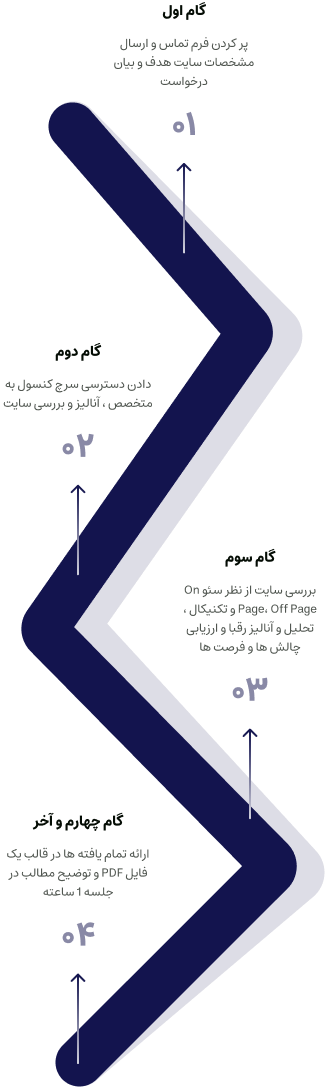 گام اول
پر کردن فرم تماس و ارسال
مشخصات سایت هدف و بیان
درخواست
۰۱
گام دوم
دادن دسترسی سرچ کنسول به
متخصص ، آنالیز و بررسی سایت
۰۲
گام سوم
بررسی سایت از نظر سئو On
Page، Off Page و تکنیکال ،
تحلیل و آنالیز رقبا و ارزیابی
چالش ها و فرصت ها
۰۳
گام چهارم و آخر
ارائه تمام یافته ها در قالب یک
فایل PDF و توضیح مطالب در
جلسه 1 ساعته
۰۴